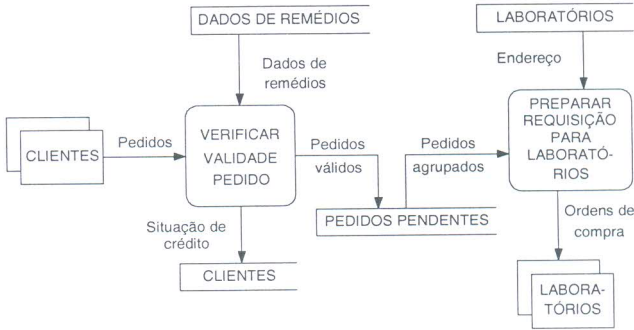 DADOS DE REMÉDIOS
LABORATÓRIOS
Dados de
remédios
Endereço
CLIENTES
Pedidos
VERIFICAR
VALIDADE
PEDIDO
Pedidos
válidos
Pedidos
agrupados
PREPARAR
REQUISIÇÃO
PARA
LABORATÓ-
RIOS
Situação de
crédito
PEDIDOS PENDENTES
Ordens de
compra
CLIENTES
LABORA-
TÓRIOS